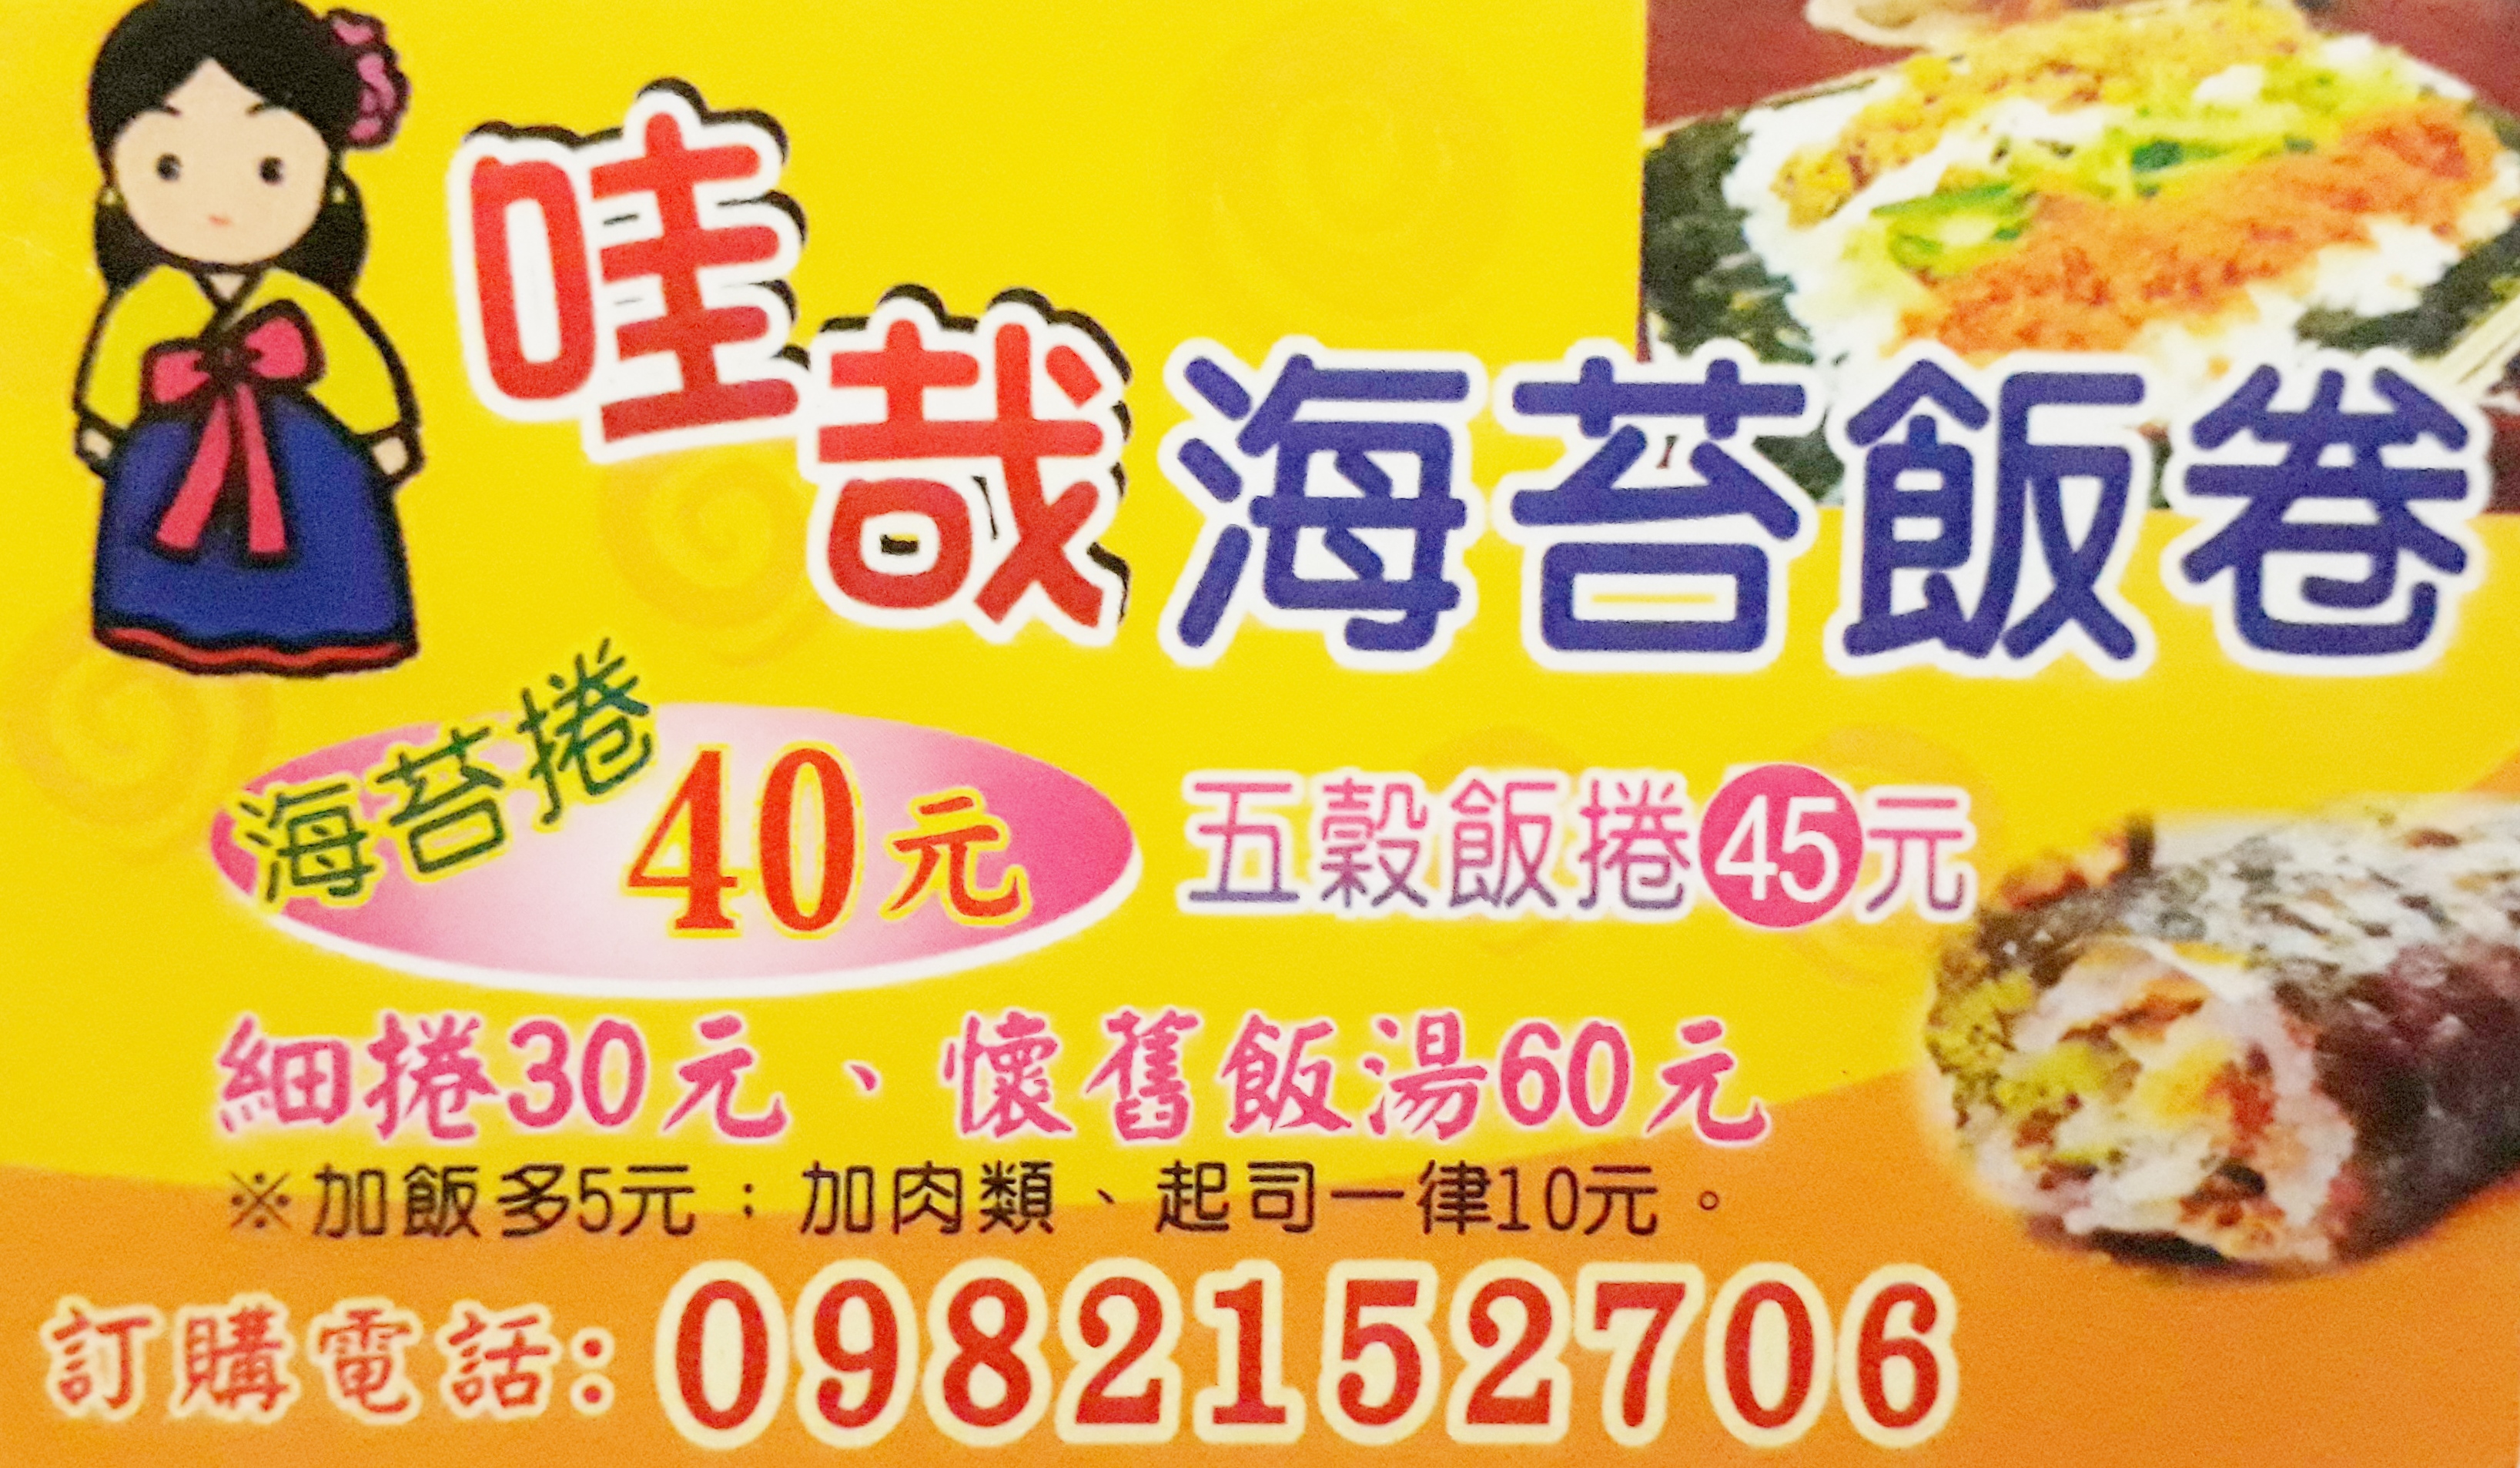 哇哉海苔飯卷
海苔捲40元
五穀飯捲45元
細捲30元、懷舊飯湯60元
※加飯多5元；加肉類、起司一律10元。
訂購電話:0982152706